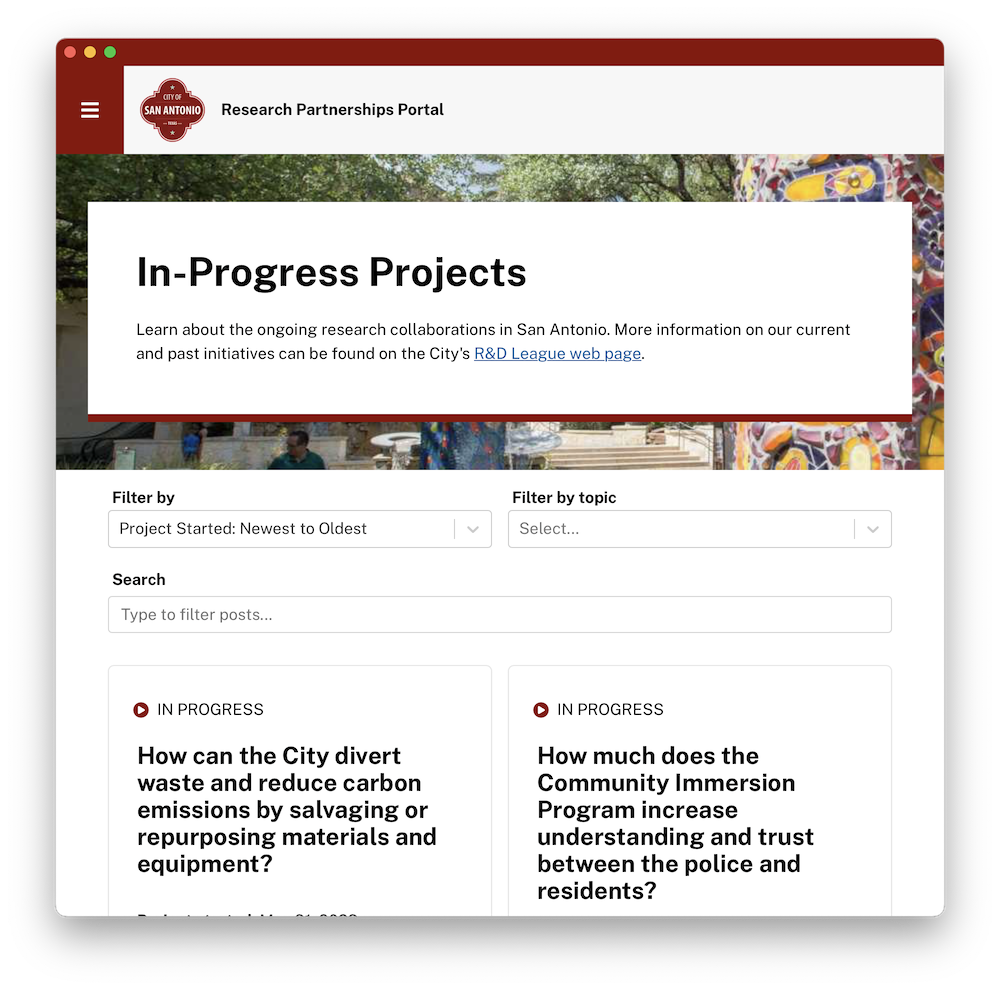 CITY OF
SAN ANTONIO
TEXAS
Research Partnerships Portal
In-Progress Projects
Learn about the ongoing research collaborations in San Antonio. More information on our current
and past initiatives can be found on the City's R&D League web page.
Filter by
Filter by topic
Project Started: Newest to Oldest
Select...
Search
Type to filter posts...
IN PROGRESS
How can the City divert
waste and reduce carbon
emissions by salvaging or
repurposing materials and
equipment?
IN PROGRESS
How much does the
Community Immersion
Program increase
understanding and trust
between the police and
residents?